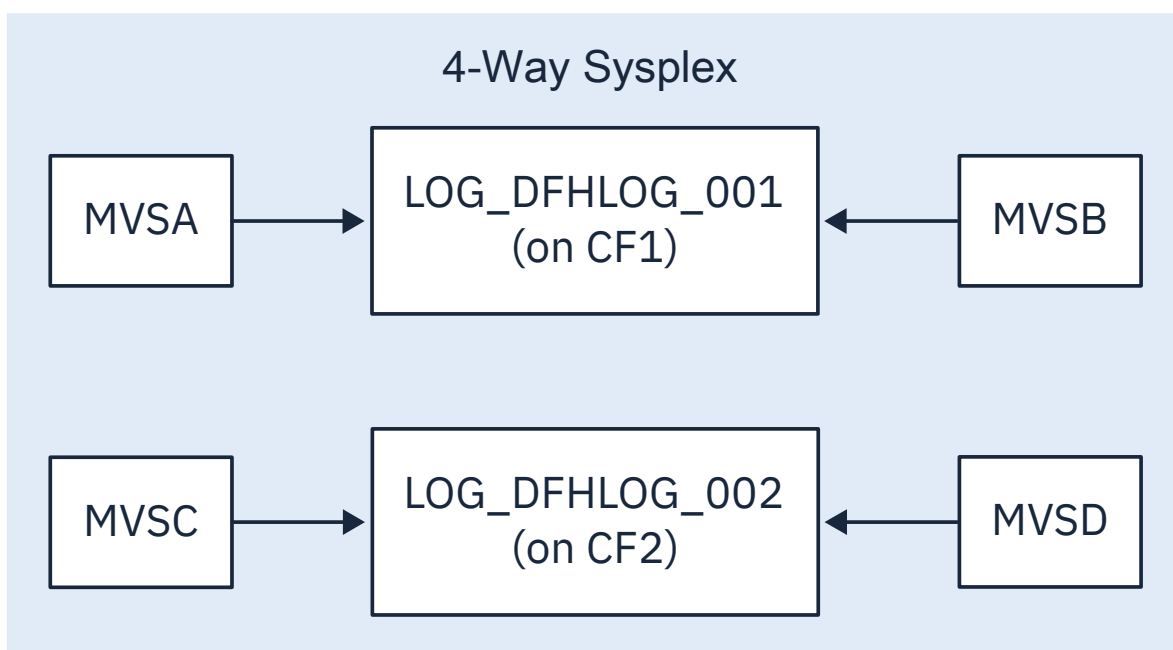 4-Way Sysplex
MVSA
LOG_DFHLOG_001
(on CF1)
MVSB
MVSC
LOG_DFHLOG_002
(on CF2)
MVSD